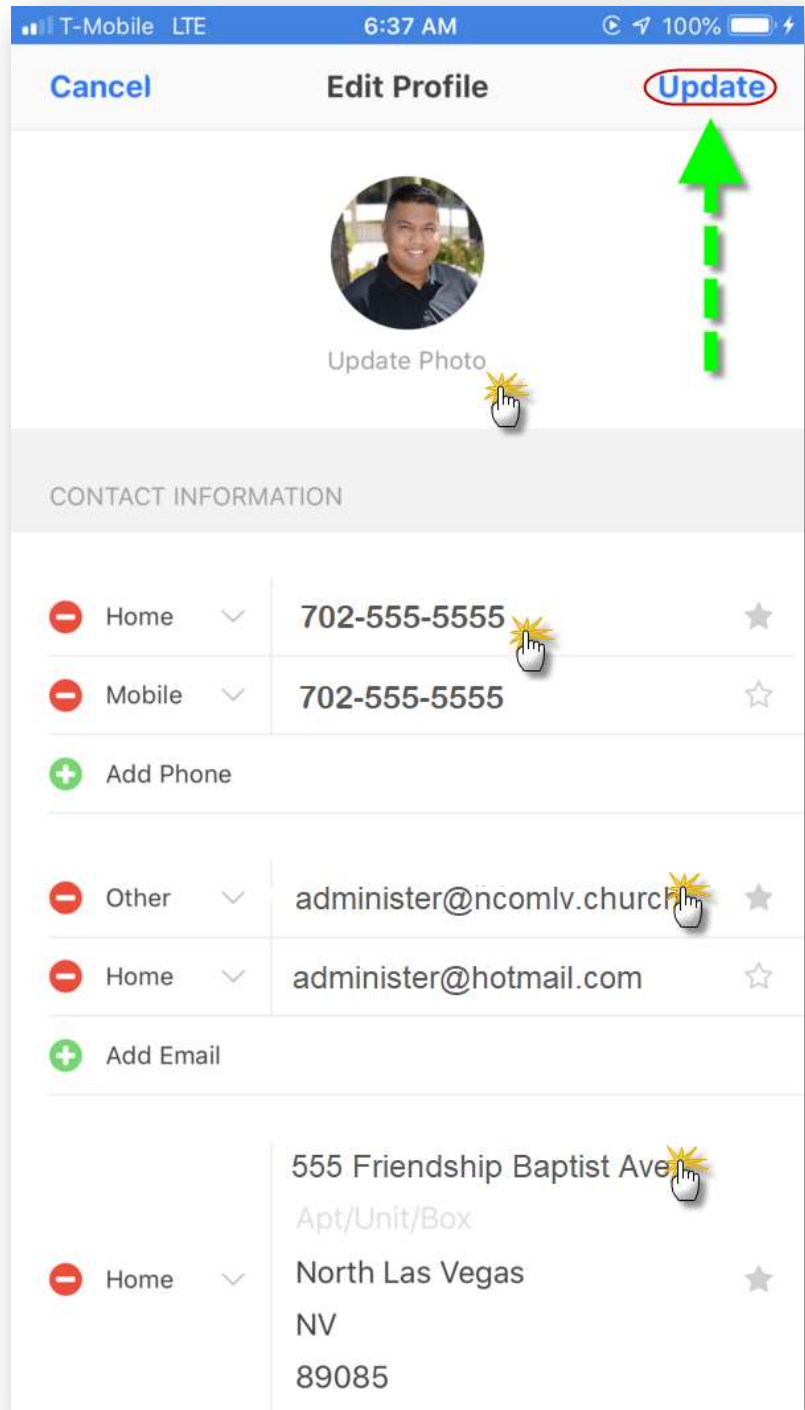 T-Mobile LTE 6:37 AM 100%
Cancel Edit Profile Update
Update Photo
CONTACT INFORMATION
Home 702-555-5555
Mobile 702-555-5555
Add Phone
Other administer@ncomlv.church
Home administer@hotmail.com
Add Email
555 Friendship Baptist Ave
Apt/Unit/Box
Home North Las Vegas
NV
89085